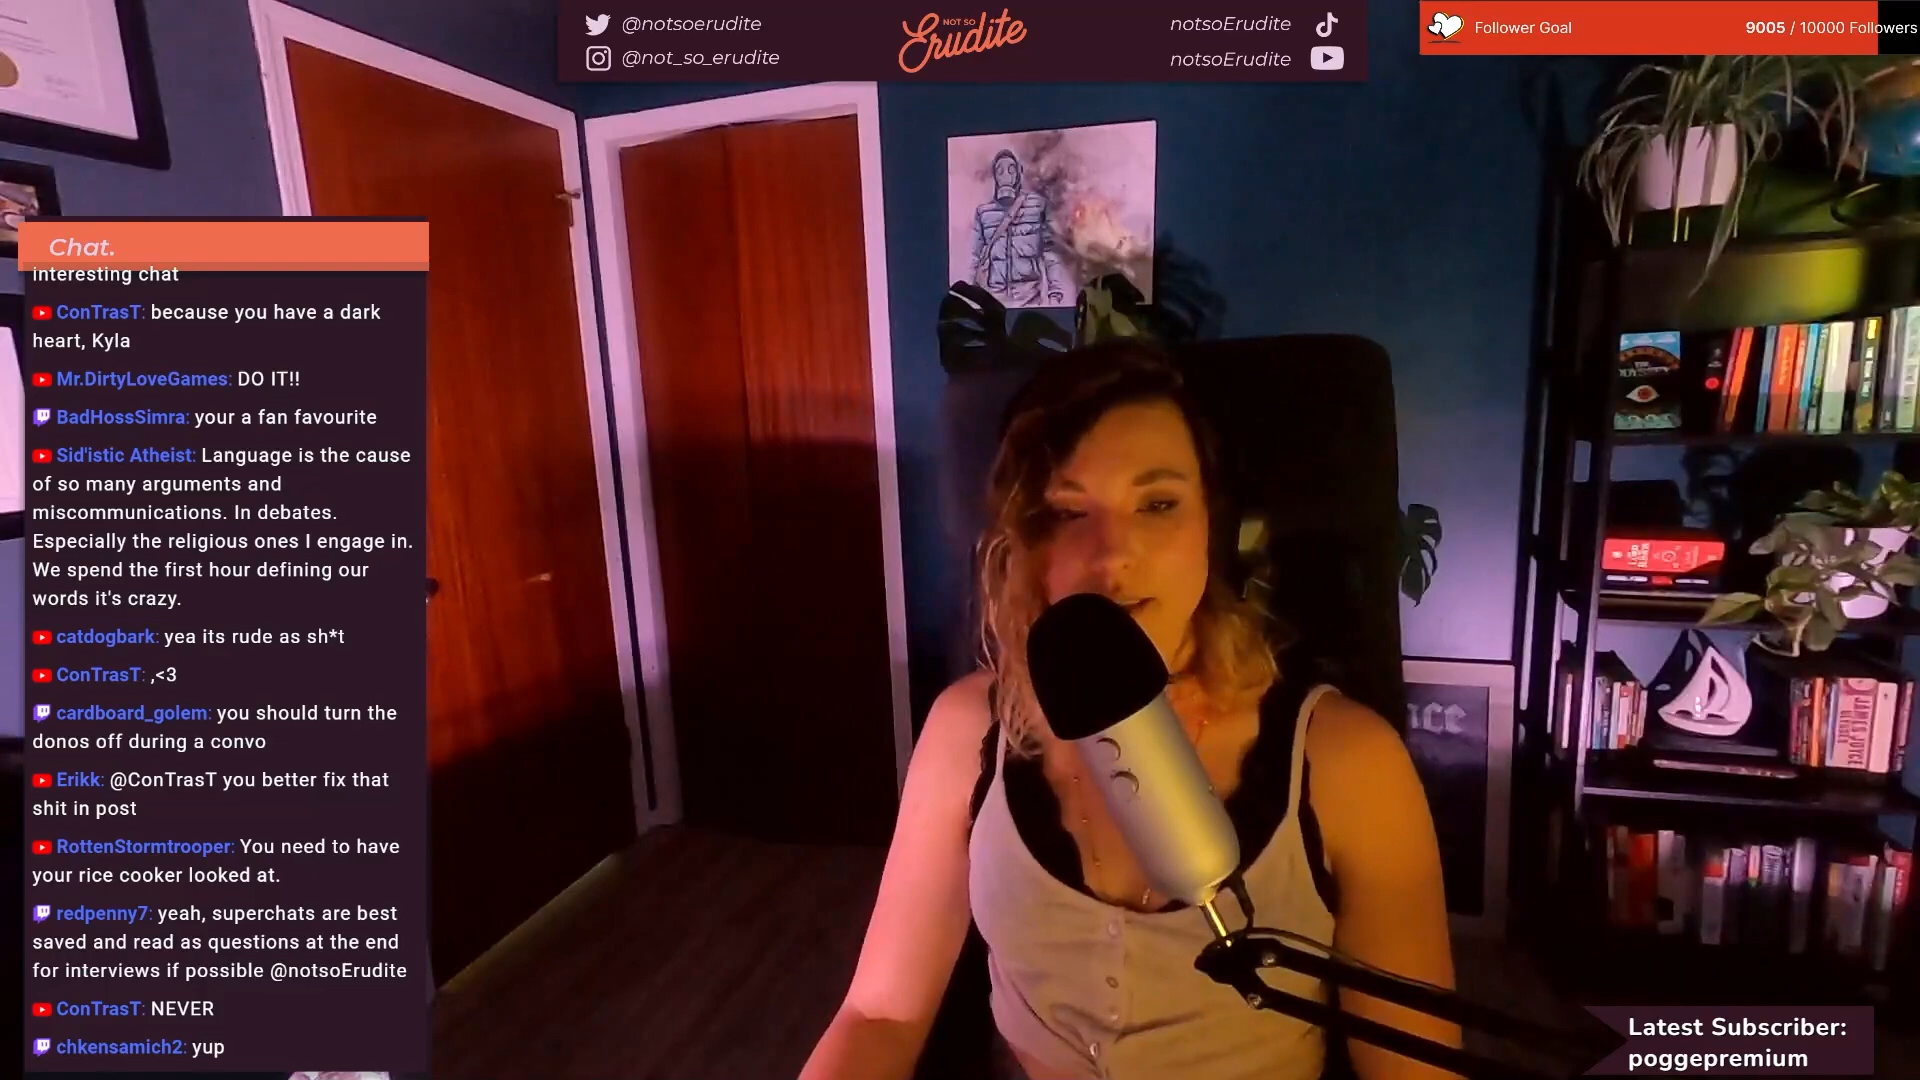 @notsoerudite
@not_so_erudite
NOT SO
Erudite
notsoErudite
notsoErudite
Follower Goal
9005 / 10000 Followers
Chat.
interesting chat
ConTrasT: because you have a dark
heart, Kyla
Mr.DirtyLoveGames: DO IT!!
BadHossSimra: your a fan favourite
Sid'istic Atheist: Language is the cause
of so many arguments and
miscommunications. In debates.
Especially the religious ones I engage in.
We spend the first hour defining our
words it's crazy.
catdogbark: yea its rude as sh*t
ConTrasT: ,<3
cardboard_golem: you should turn the
donos off during a convo
Erikk: @ConTrasT you better fix that
shit in post
RottenStormtrooper: You need to have
your rice cooker looked at.
redpenny7: yeah, superchats are best
saved and read as questions at the end
for interviews if possible @notsoErudite
ConTrasT: NEVER
chkensamich2: yup
JAMES JOYCE
Latest Subscriber:
poggepremium